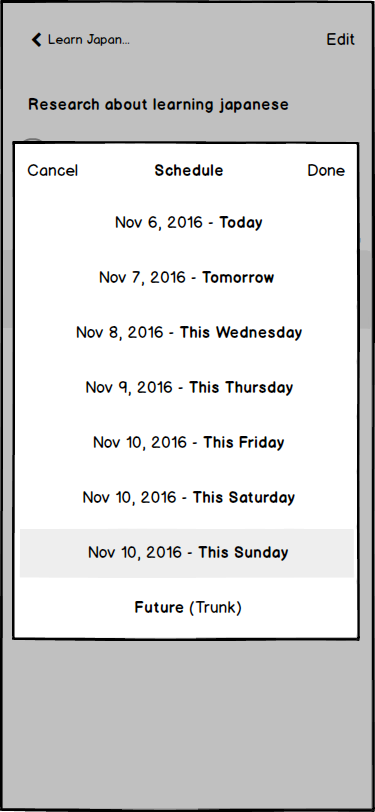 Learn Japan...
Edit
Research about learning japanese
Cancel Schedule Done
Nov 6, 2016 - Today
Nov 7, 2016 - Tomorrow
Nov 8, 2016 - This Wednesday
Nov 9, 2016 - This Thursday
Nov 10, 2016 - This Friday
Nov 10, 2016 - This Saturday
Nov 10, 2016 - This Sunday
Future (Trunk)